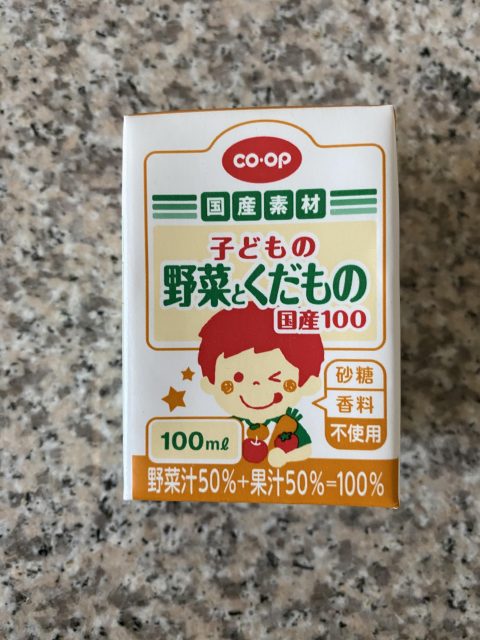 CO·OP
国産素材
子どもの
野菜とくだもの
国産100
砂糖
香料
不使用
100ml
野菜汁50%+果汁50%=100%